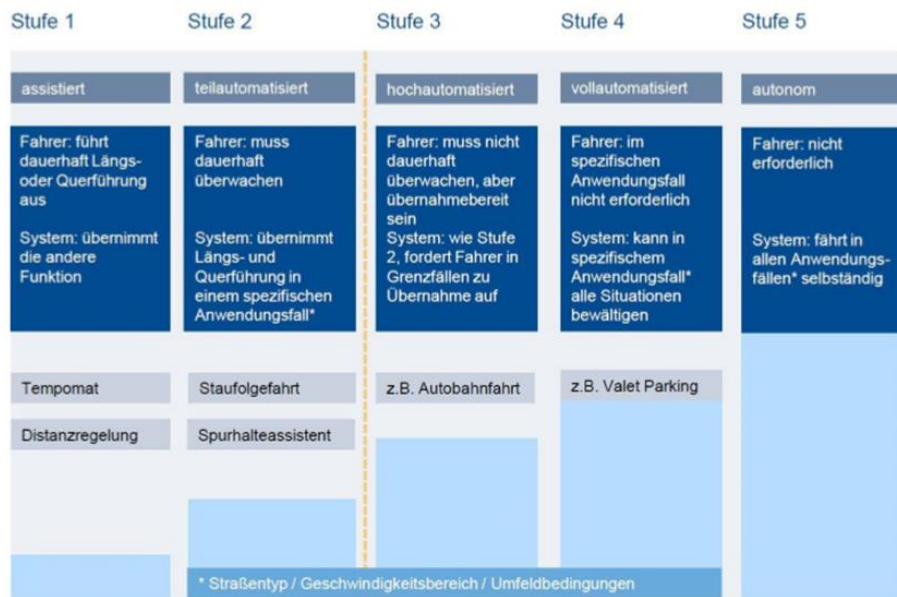 Stufe 1
Stufe 2
Stufe 3
Stufe 4
Stufe 5
assistiert
teilautomatisiert
hochautomatisiert
vollautomatisiert
autonom
Fahrer: führt
dauerhaft Längs-
oder Querführung
aus
System: übernimmt
die andere
Funktion
Fahrer: muss
dauerhaft
überwachen
System: übernimmt
Längs- und
Querführung in
einem spezifischen
Anwendungsfall*
Fahrer: muss nicht
dauerhaft
überwachen, aber
übernahmebereit
sein
System: wie Stufe
2, fordert Fahrer in
Grenzfällen zu
Übernahme auf
Fahrer: im
spezifischen
Anwendungsfall
nicht erforderlich
System: kann in
spezifischem
Anwendungsfall*
alle Situationen
bewältigen
Fahrer: nicht
erforderlich
System: fährt in
allen Anwendungs-
fällen* selbständig
Tempomat
Staufolgefahrt
z.B. Autobahnfahrt
z.B. Valet Parking
Distanzregelung
Spurhalteassistent
* Straßentyp / Geschwindigkeitsbereich / Umfeldbedingungen